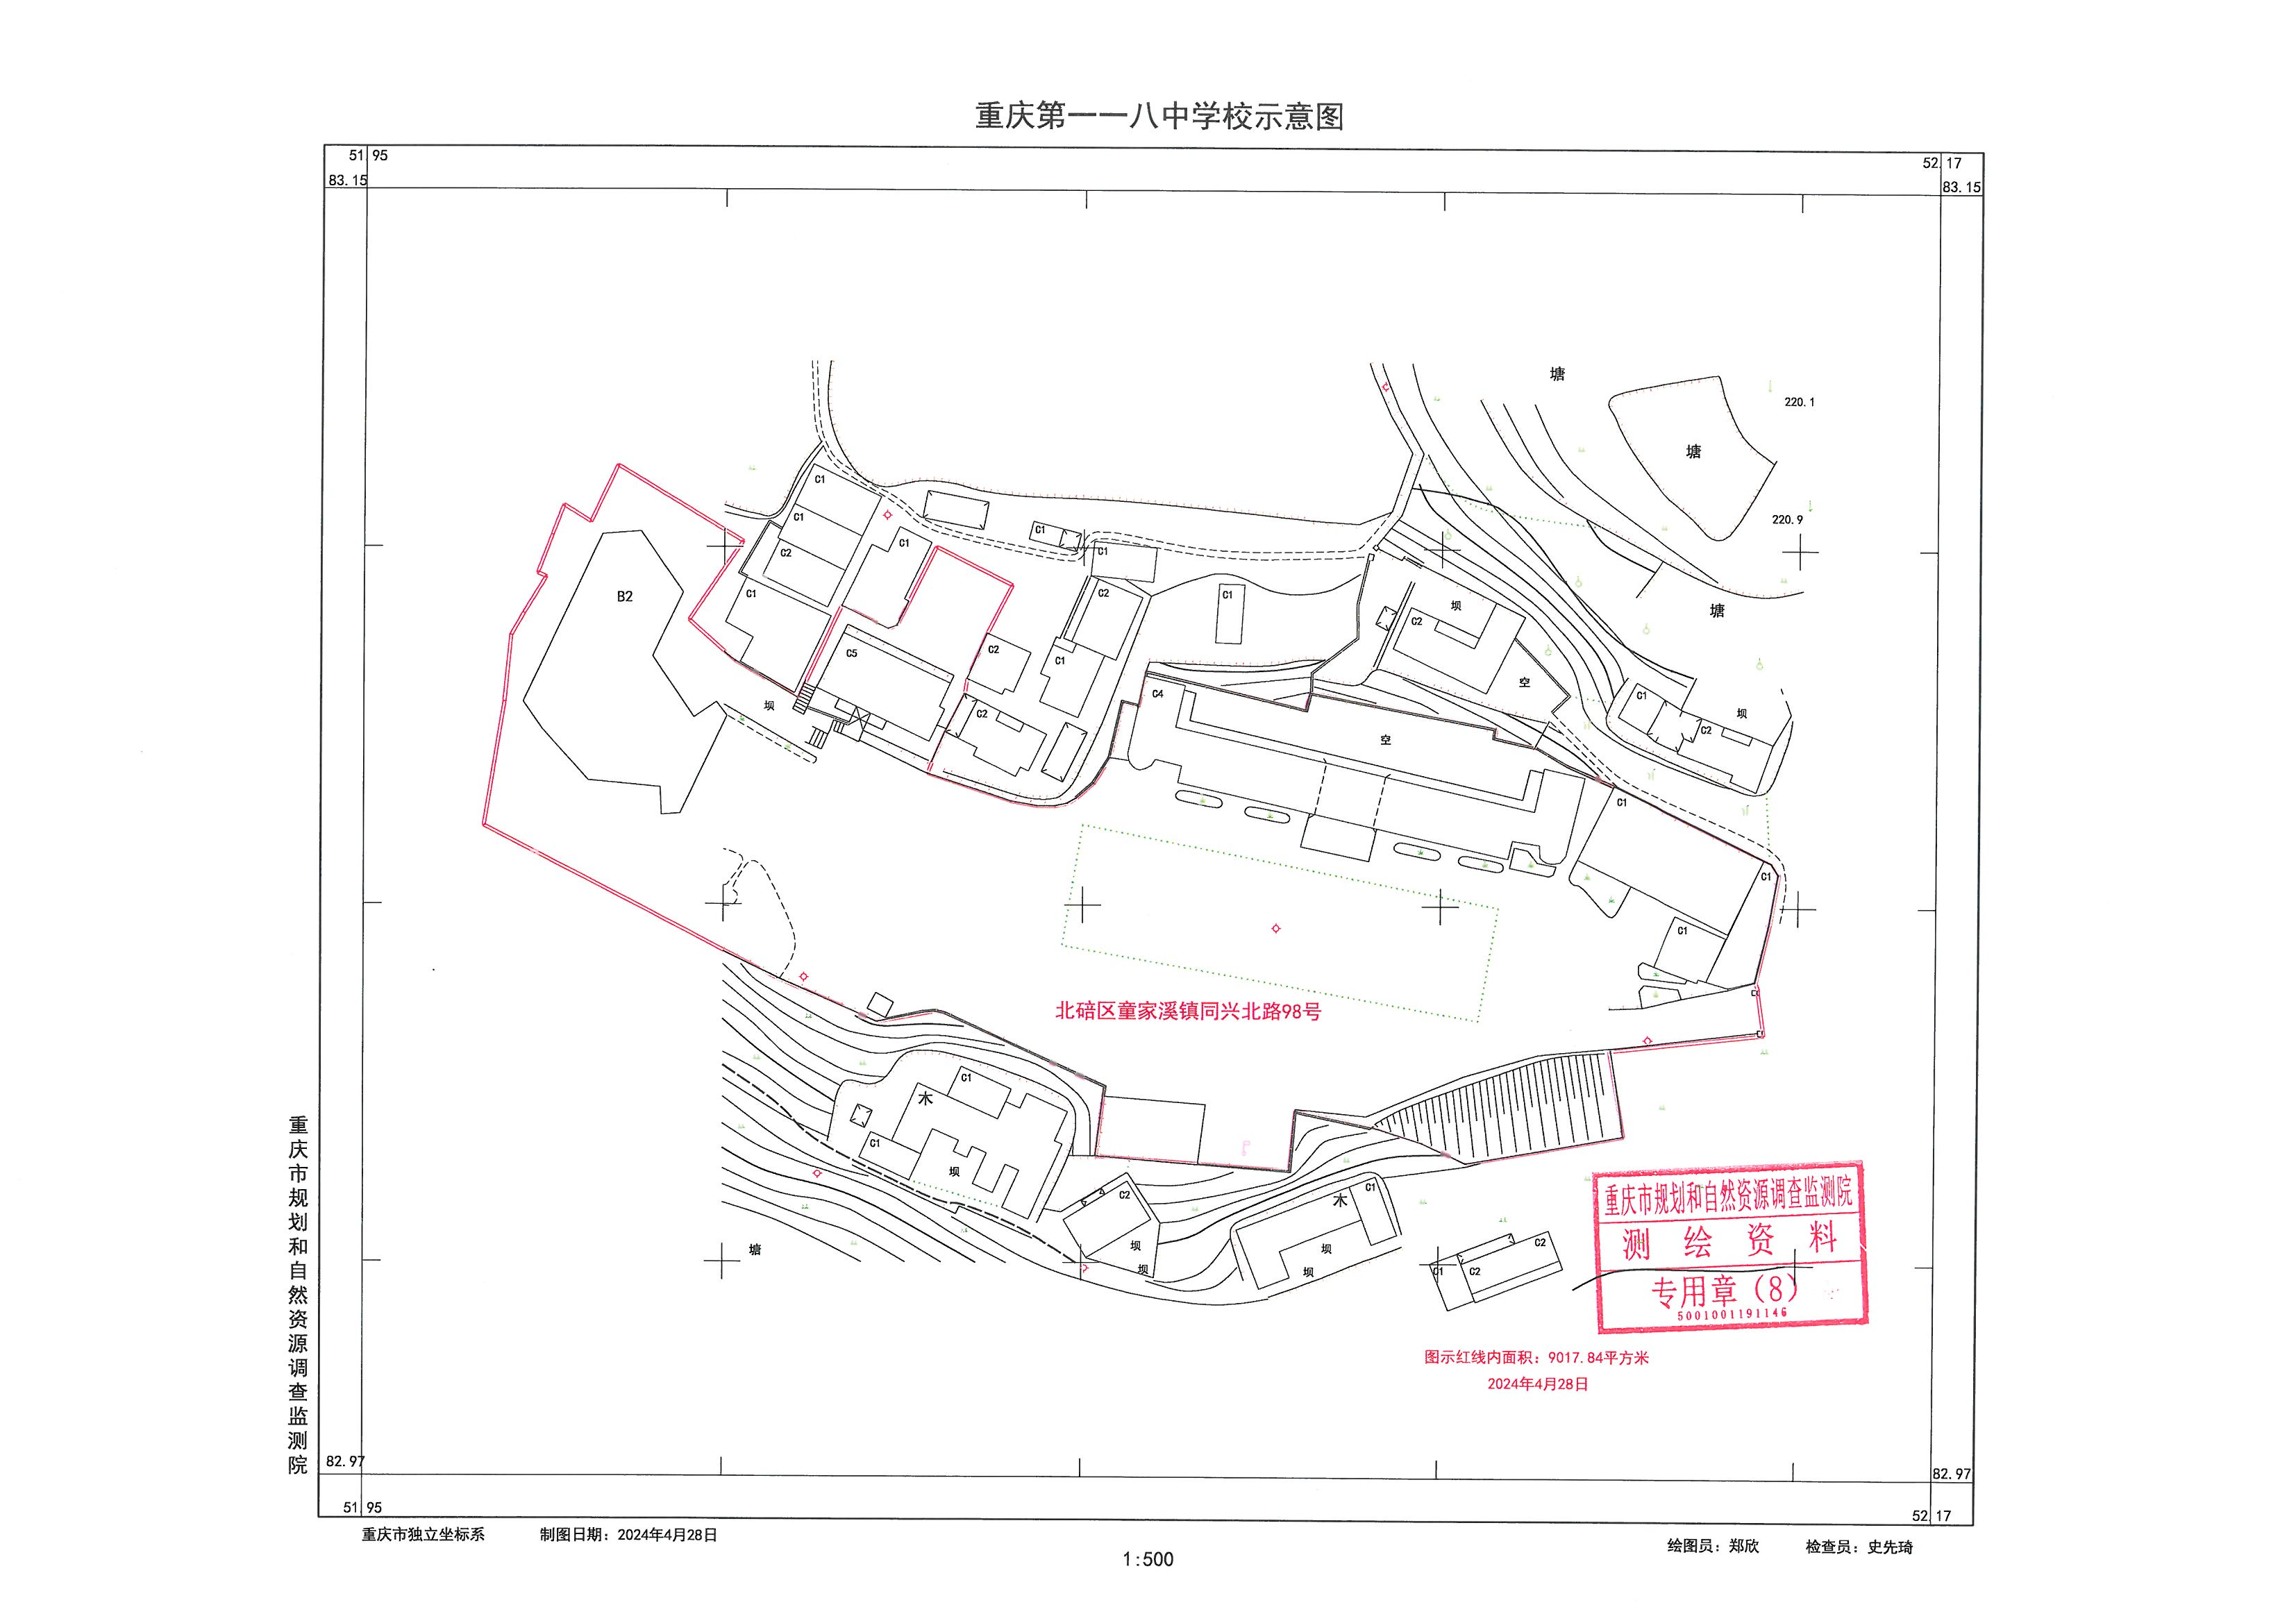 重庆第一一八中学校示意图
51 95
52 17
83.15
83.15
塘
220.1
塘
C1
C1
220.9
C1
C1
C2
C1
B2
C1
C2
C1
坝
塘
C2
C5
C2
C1
空
C4
C1
坝
坝
C2
C2
空
C1
C1
C1
北碚区童家溪镇同兴北路98号
C1
木
C1
坝
C2
C1
木
坝
坝
坝
坝
塘
C1
C2
C2
重庆市规划和自然资源调查监测院
测绘资料
专用章(8)
5001001191146
图示红线内面积：9017.84平方米
2024年4月28日
重庆市规划和自然资源调查监测院
82.97
82.97
51 95
52 17
重庆市独立坐标系 制图日期：2024年4月28日
绘图员：郑欣 检查员：史先琦
1:500